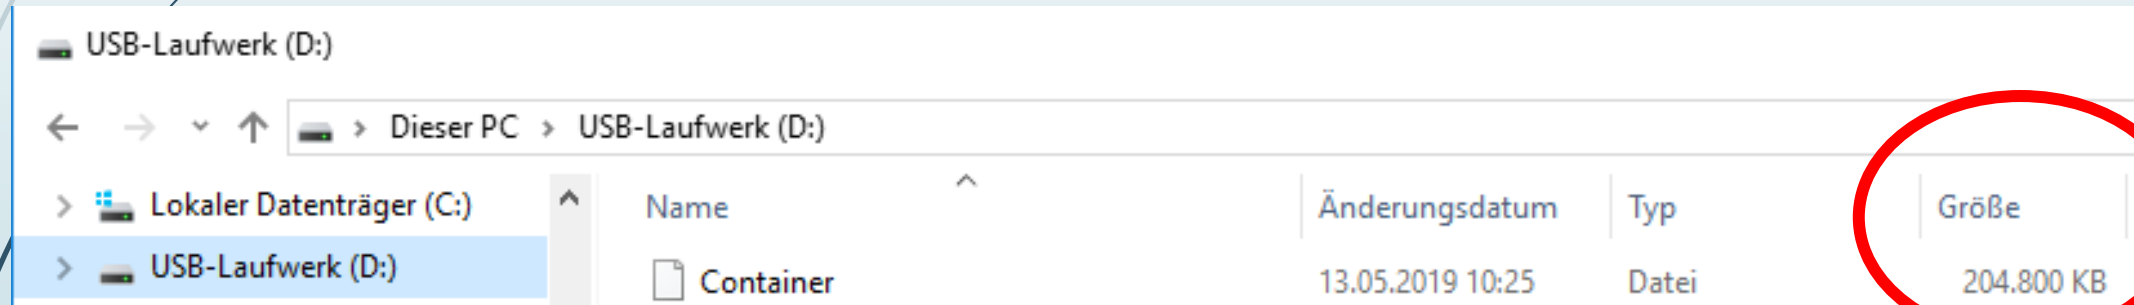 USB-Laufwerk (D:)
Dieser PC > USB-Laufwerk (D:)
Lokaler Datenträger (C:)
USB-Laufwerk (D:)
Name Änderungsdatum Typ Größe
Container 13.05.2019 10:25 Datei 204.800 KB